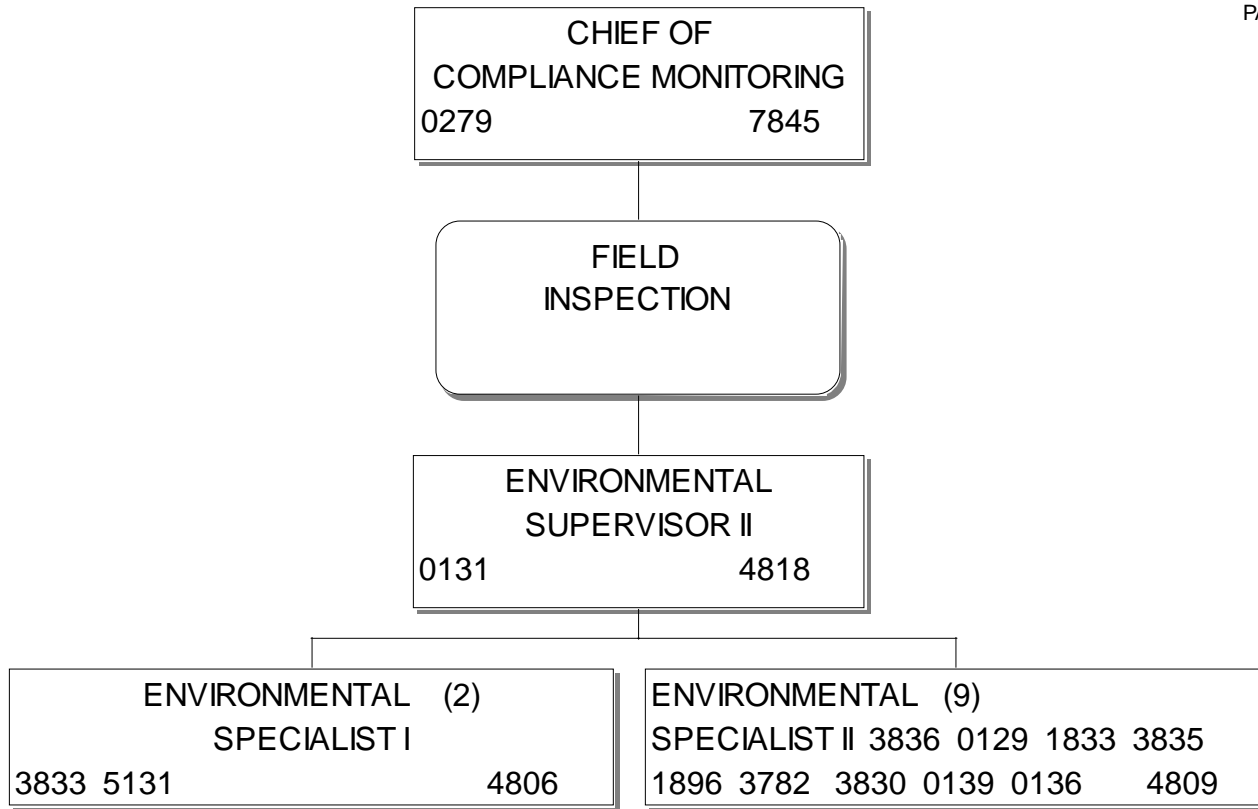 PA
CHIEF OF
COMPLIANCE MONITORING
0279 7845
FIELD
INSPECTION
ENVIRONMENTAL
SUPERVISOR II
0131 4818
ENVIRONMENTAL (2)
SPECIALIST I
3833 5131 4806
ENVIRONMENTAL (9)
SPECIALIST II 3836 0129 1833 3835
1896 3782 3830 0139 0136 4809